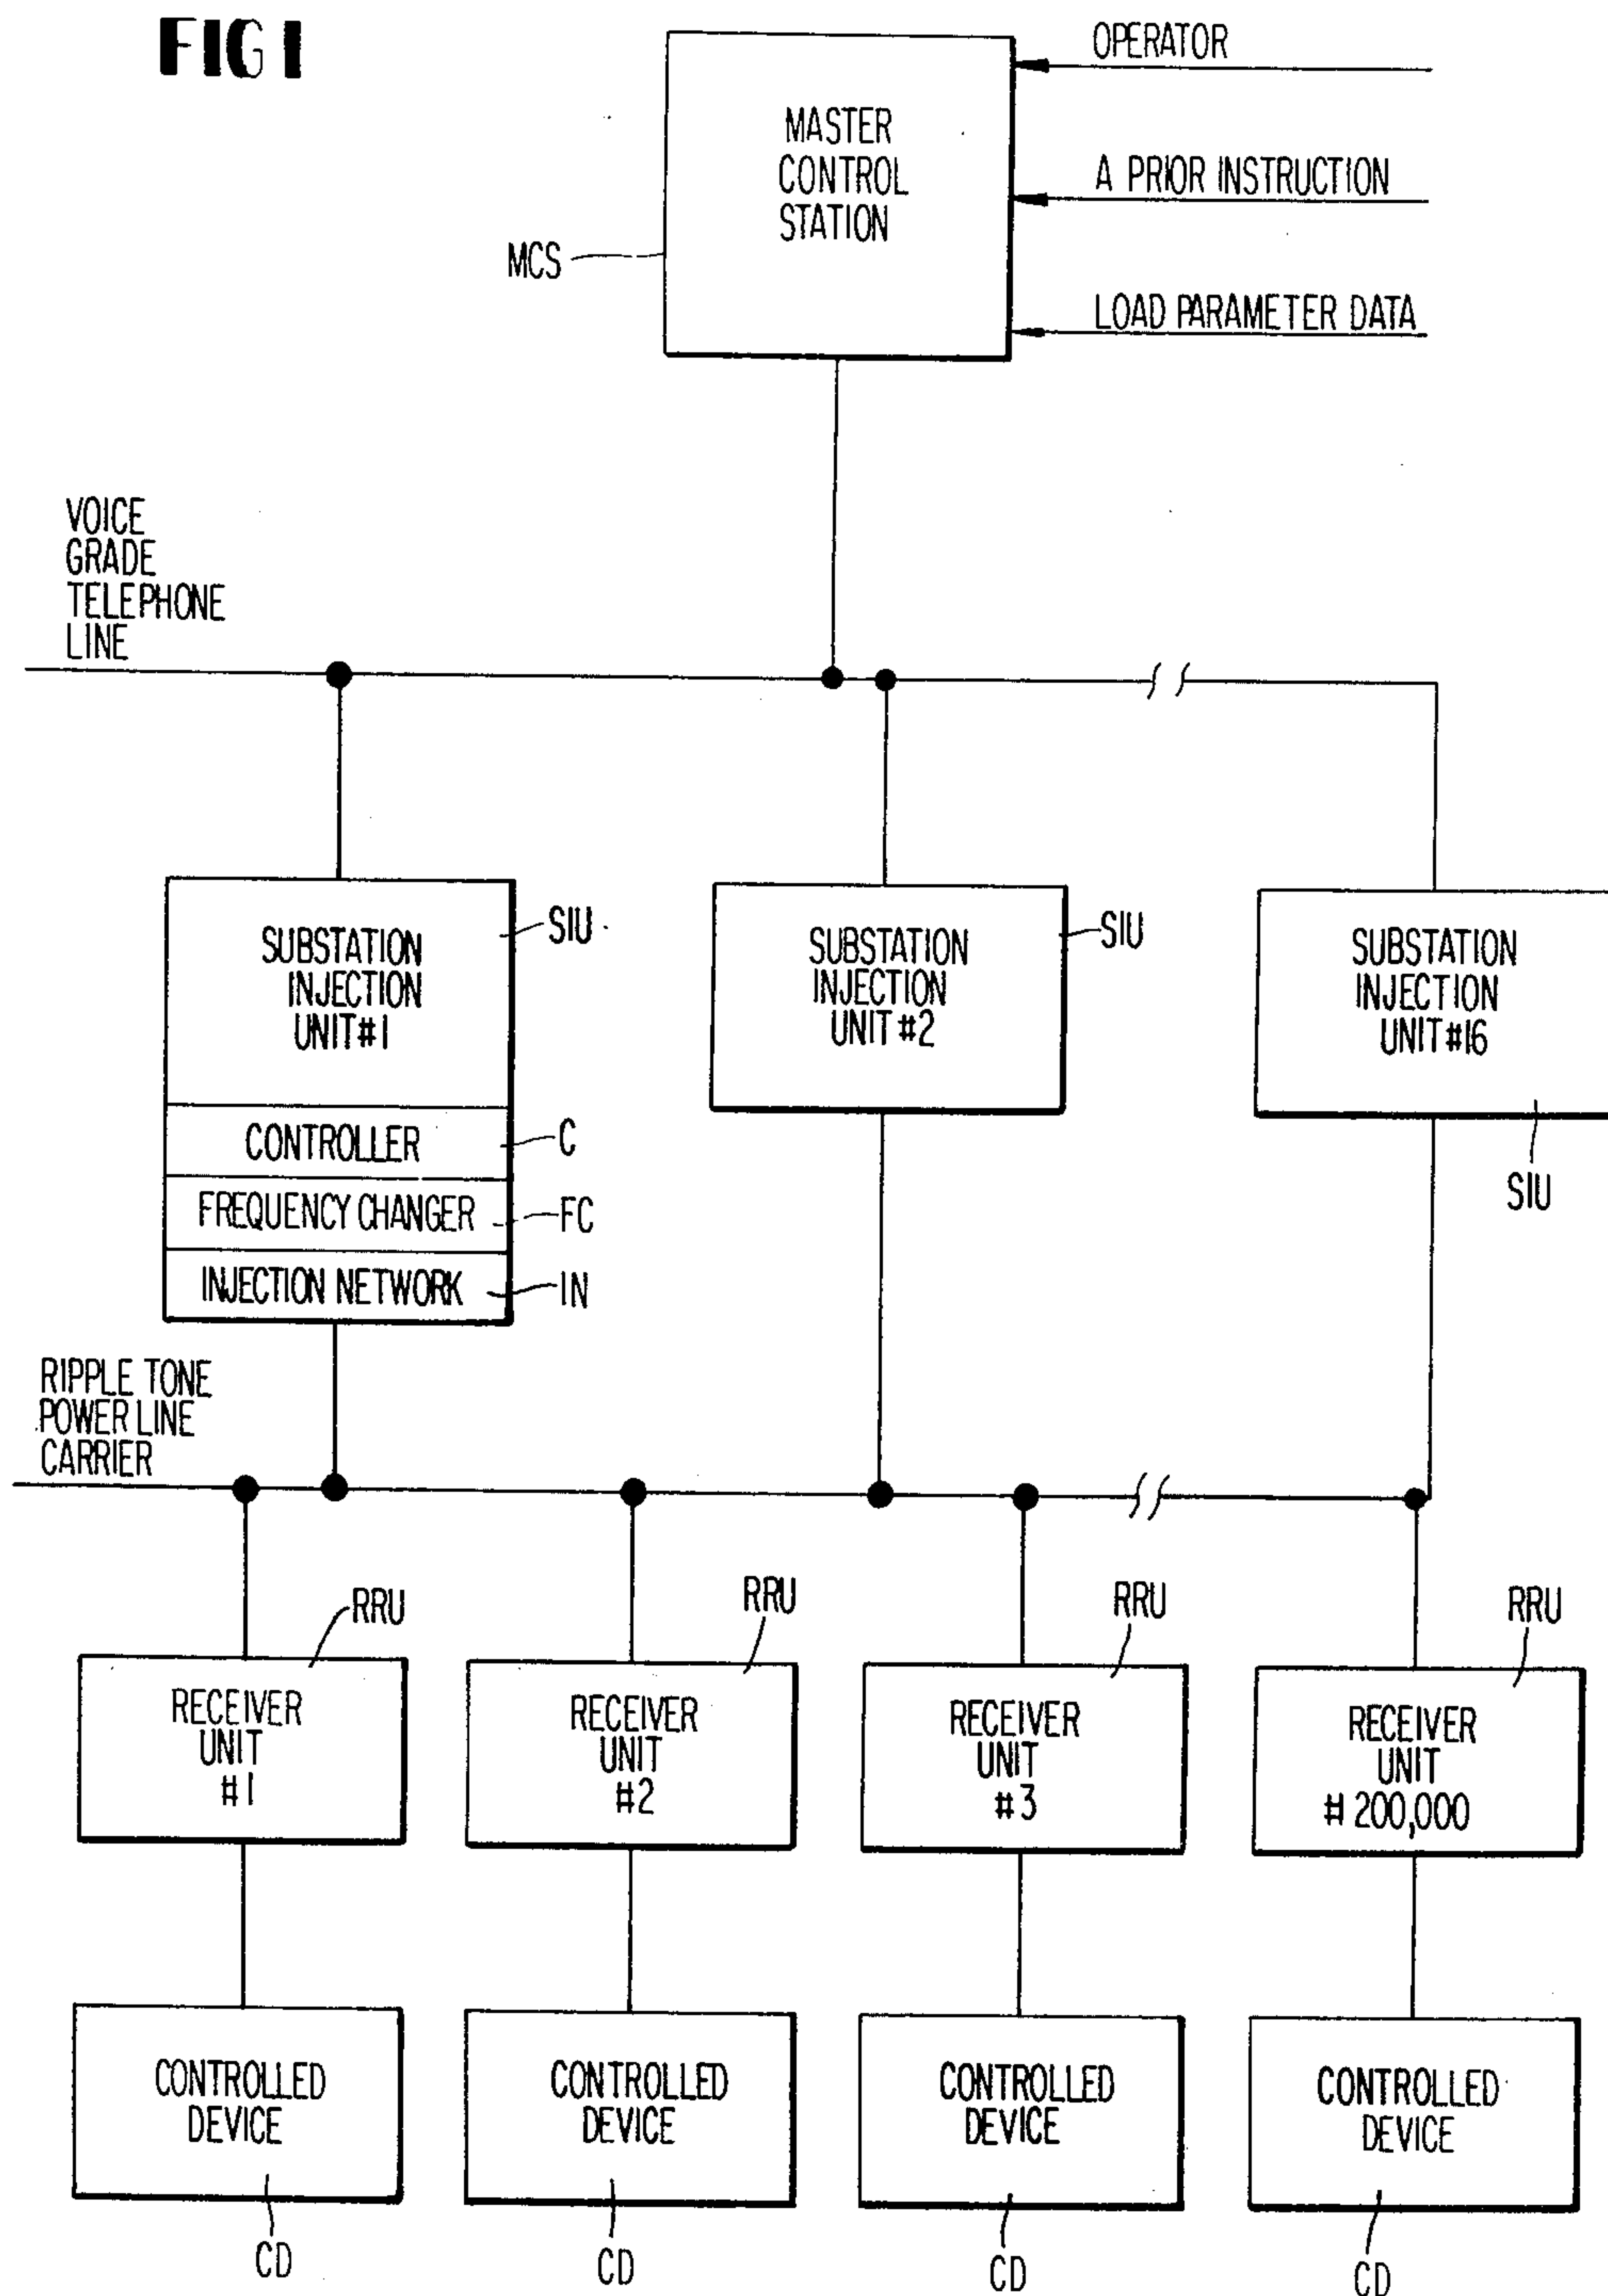 FIG 1
OPERATOR
MASTER
CONTROL
STATION
A PRIOR INSTRUCTION
MCS
LOAD PARAMETER DATA
VOICE
GRADE
TELEPHONE
LINE
SUBSTATION
INJECTION
UNIT #1
SIU
CONTROLLER
C
FREQUENCY CHANGER
FC
INJECTION NETWORK
IN
SUBSTATION
INJECTION
UNIT #2
SIU
SUBSTATION
INJECTION
UNIT #16
SIU
RIPPLE TONE
POWER LINE
CARRIER
RRU
RRU
RRU
RRU
RECEIVER
UNIT
#1
RECEIVER
UNIT
#2
RECEIVER
UNIT
#3
RECEIVER
UNIT
# 200,000
CONTROLLED
DEVICE
CONTROLLED
DEVICE
CONTROLLED
DEVICE
CONTROLLED
DEVICE
CD
CD
CD
CD